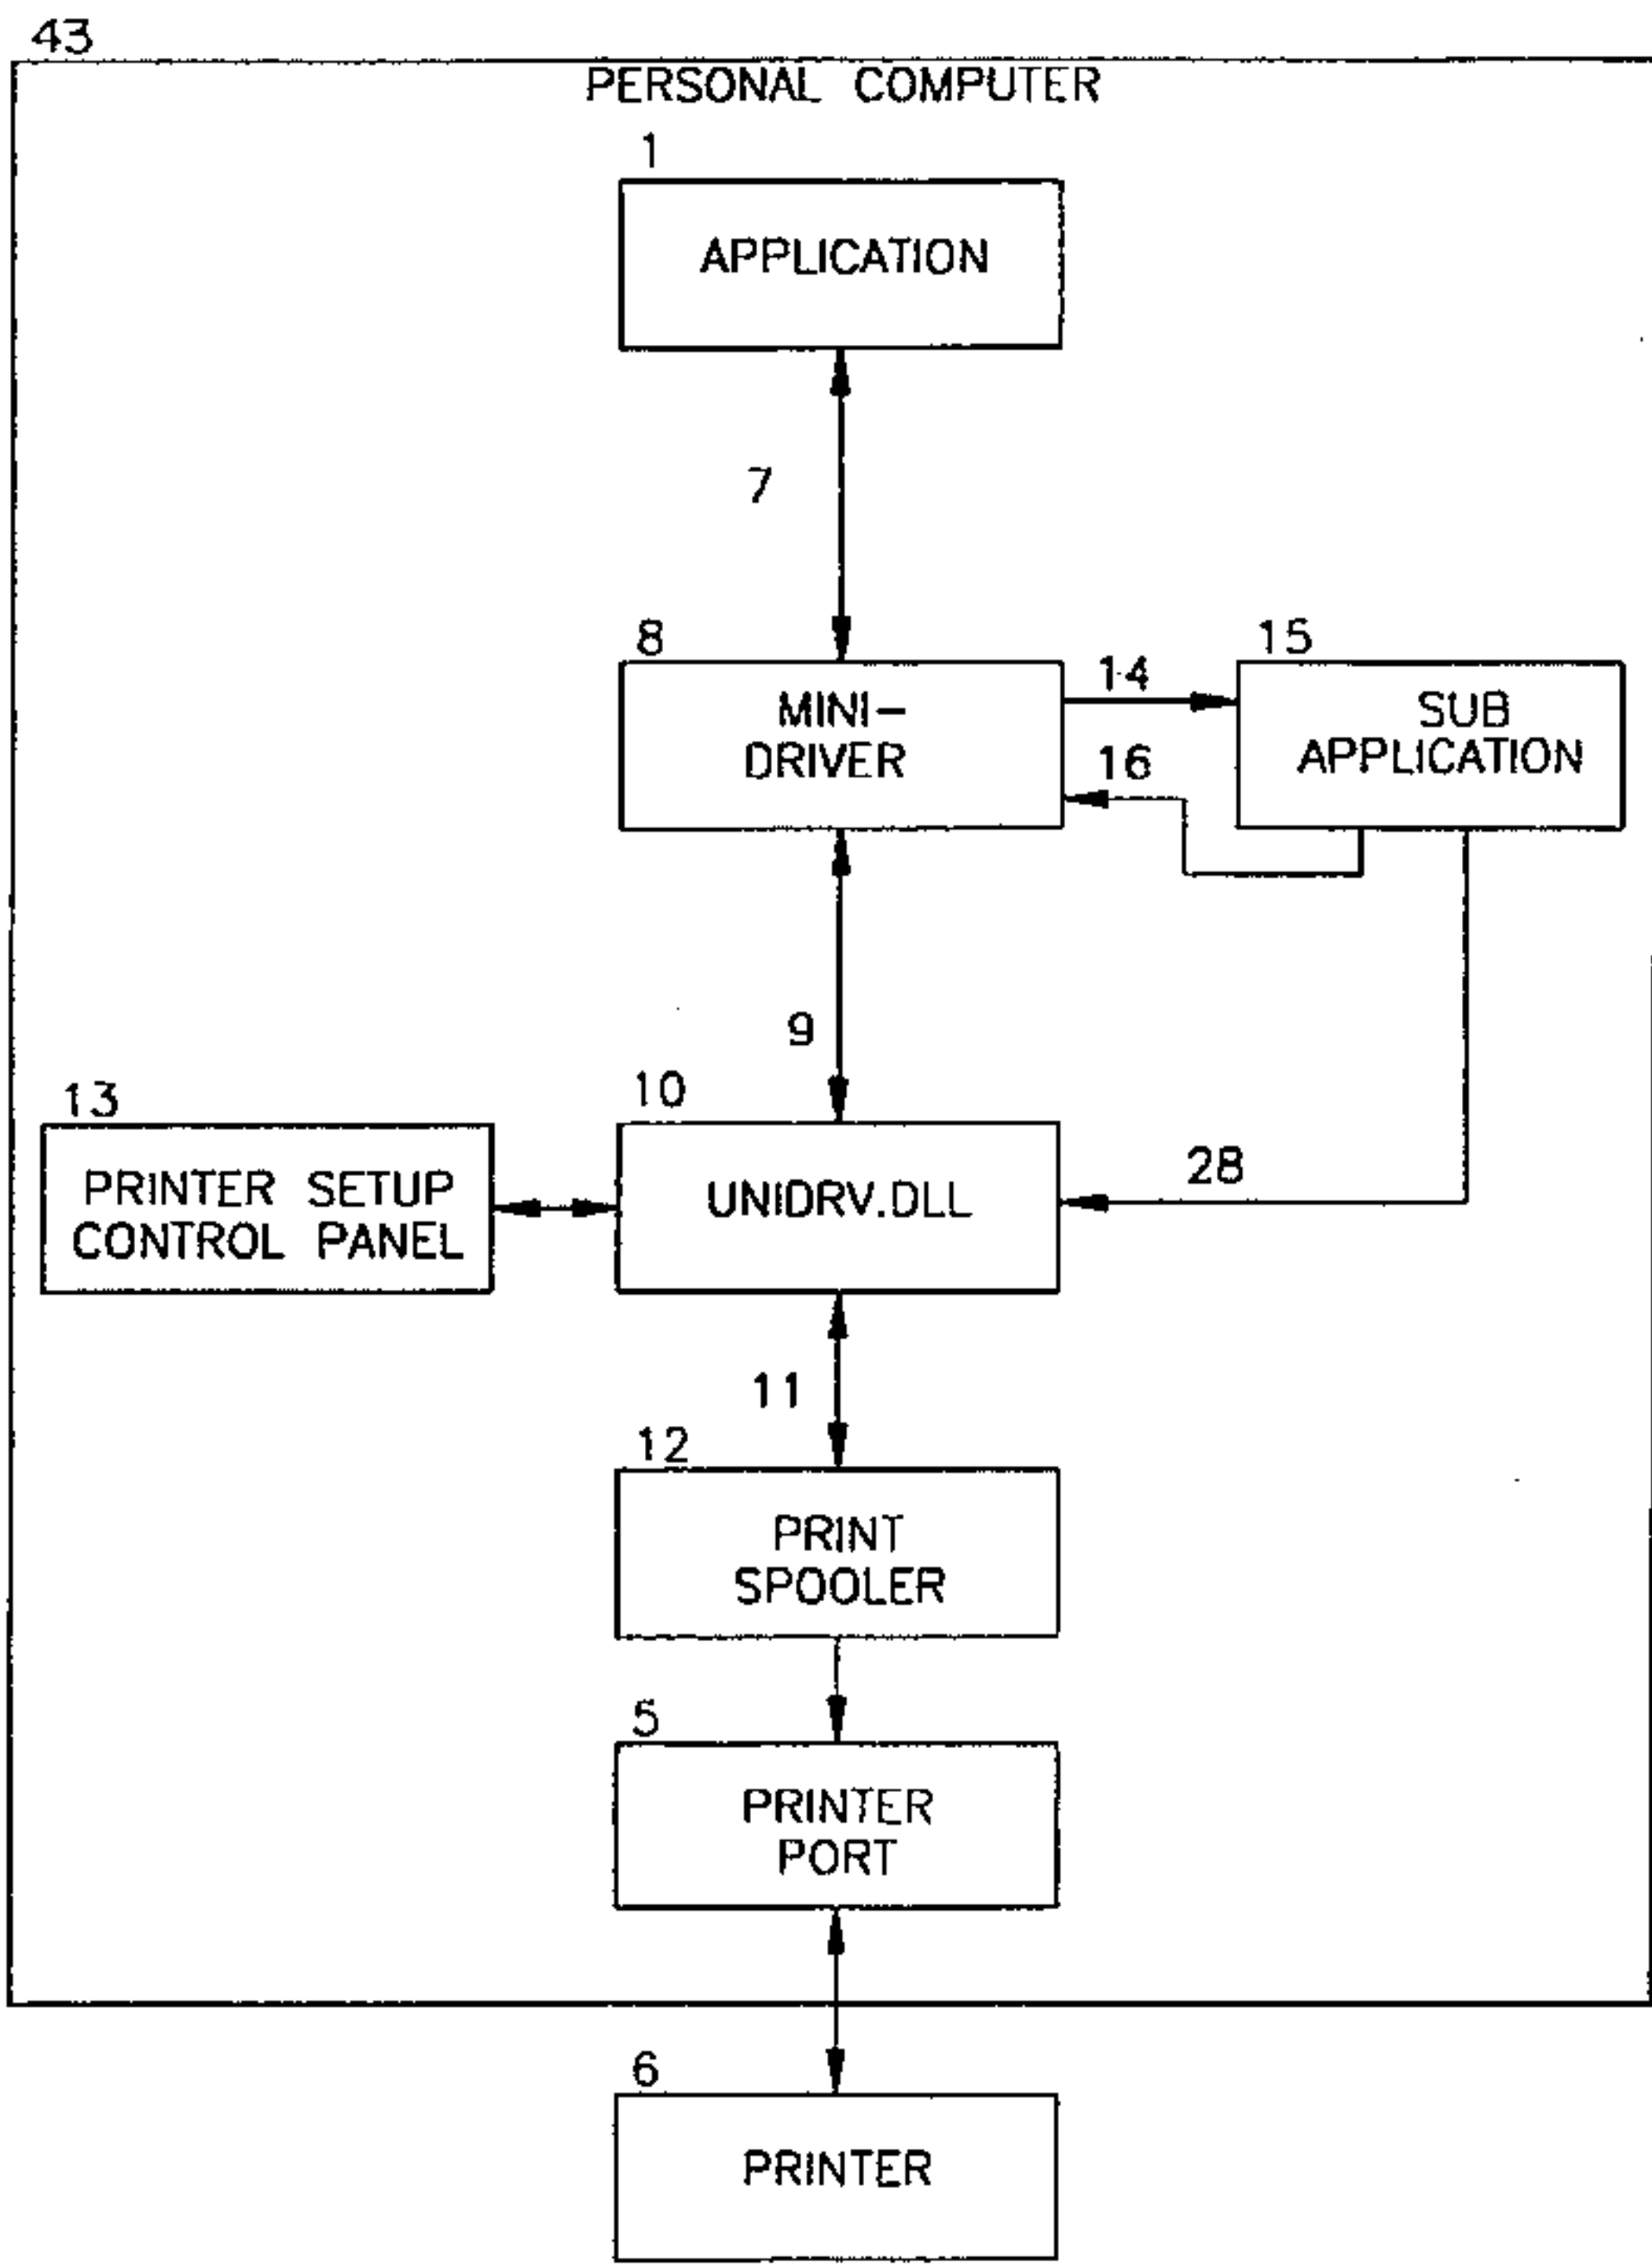 43
PERSONAL COMPUTER
1
APPLICATION
7
8
MINI-
DRIVER
14
16
15
SUB
APPLICATION
9
13
PRINTER SETUP
CONTROL PANEL
10
UNIDRV.DLL
28
11
12
PRINT
SPOOLER
5
PRINTER
PORT
6
PRINTER